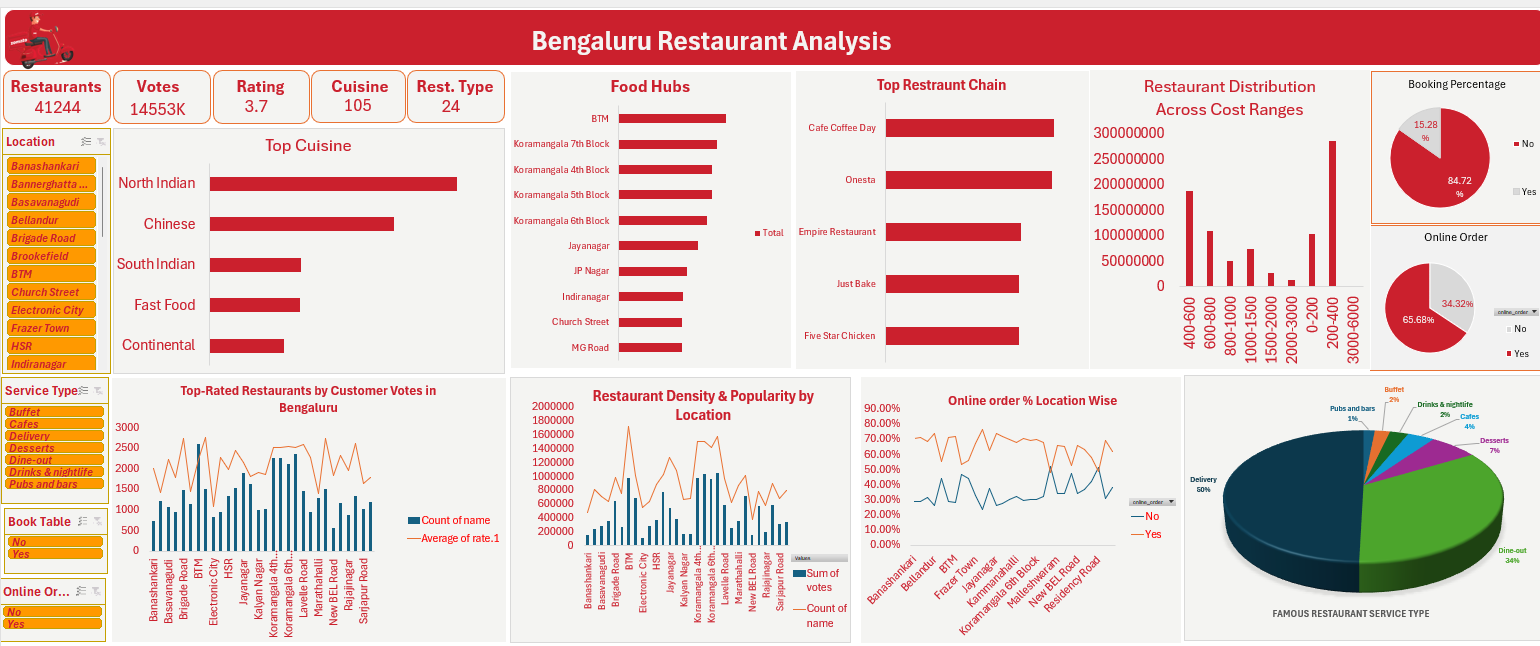 Bengaluru Restaurant Analysis
Restaurants
41244
Votes
14553K
Rating
3.7
Cuisine
105
Rest. Type
24
Location
Banashankari
Bannerghatta ...
Basavanagudi
Bellandur
Brigade Road
Brookefield
BTM
Church Street
Electronic City
Frazer Town
HSR
Indiranagar
Top Cuisine
North Indian
Chinese
South Indian
Fast Food
Continental
Food Hubs
BTM
Koramangala 7th Block
Koramangala 4th Block
Koramangala 5th Block
Koramangala 6th Block
Jayanagar
JP Nagar
Indiranagar
Church Street
MG Road
Total
Top Restraunt Chain
Cafe Coffee Day
Onesta
Empire Restaurant
Just Bake
Five Star Chicken
Restaurant Distribution
Across Cost Ranges
300000000
250000000
200000000
150000000
100000000
50000000
0
400-600
600-800
800-1000
1000-1500
1500-2000
2000-3000
0-200
200-400
3000-6000
Booking Percentage
15.28
%
84.72
%
No
Yes
Online Order
34.32%
65.68%
online_order
No
Yes
Service Type
Buffet
Cafes
Delivery
Desserts
Dine-out
Drinks & nightlife
Pubs and bars
Book Table
No
Yes
Online Or...
No
Yes
Top-Rated Restaurants by Customer Votes in
Bengaluru
3000
2500
2000
1500
1000
500
0
Banashankari
Basavanagudi
Brigade Road
BTM
Electronic City
HSR
Jayanagar
Kalyan Nagar
Koramangala 4th...
Koramangala 6th...
Lavelle Road
Marathahalli
New BEL Road
Rajajinagar
Sarjapur Road
Count of name
Average of rate.1
Restaurant Density & Popularity by
Location
2000000
1800000
1600000
1400000
1200000
1000000
800000
600000
400000
200000
0
Banashankari
Basavanagudi
Brigade Road
BTM
Electronic City
HSR
Jayanagar
Kalyan Nagar
Koramangala 4th...
Koramangala 6th...
Lavelle Road
Marathahalli
New BEL Road
Rajajinagar
Sarjapur Road
Values
Sum of
votes
Count of
name
Online order % Location Wise
90.00%
80.00%
70.00%
60.00%
50.00%
40.00%
30.00%
20.00%
10.00%
0.00%
Banashankari
Bellandur
BTM
Frazer Town
Jayanagar
Kammanahalli
Koramangala 6th Block
Malleshwaram
New BEL Road
Residency Road
online_order
No
Yes
Buffet
2%
Pubs and bars
1%
Drinks & nightlife
2%
Cafes
4%
Desserts
7%
Delivery
50%
Dine-out
34%
FAMOUS RESTAURANT SERVICE TYPE